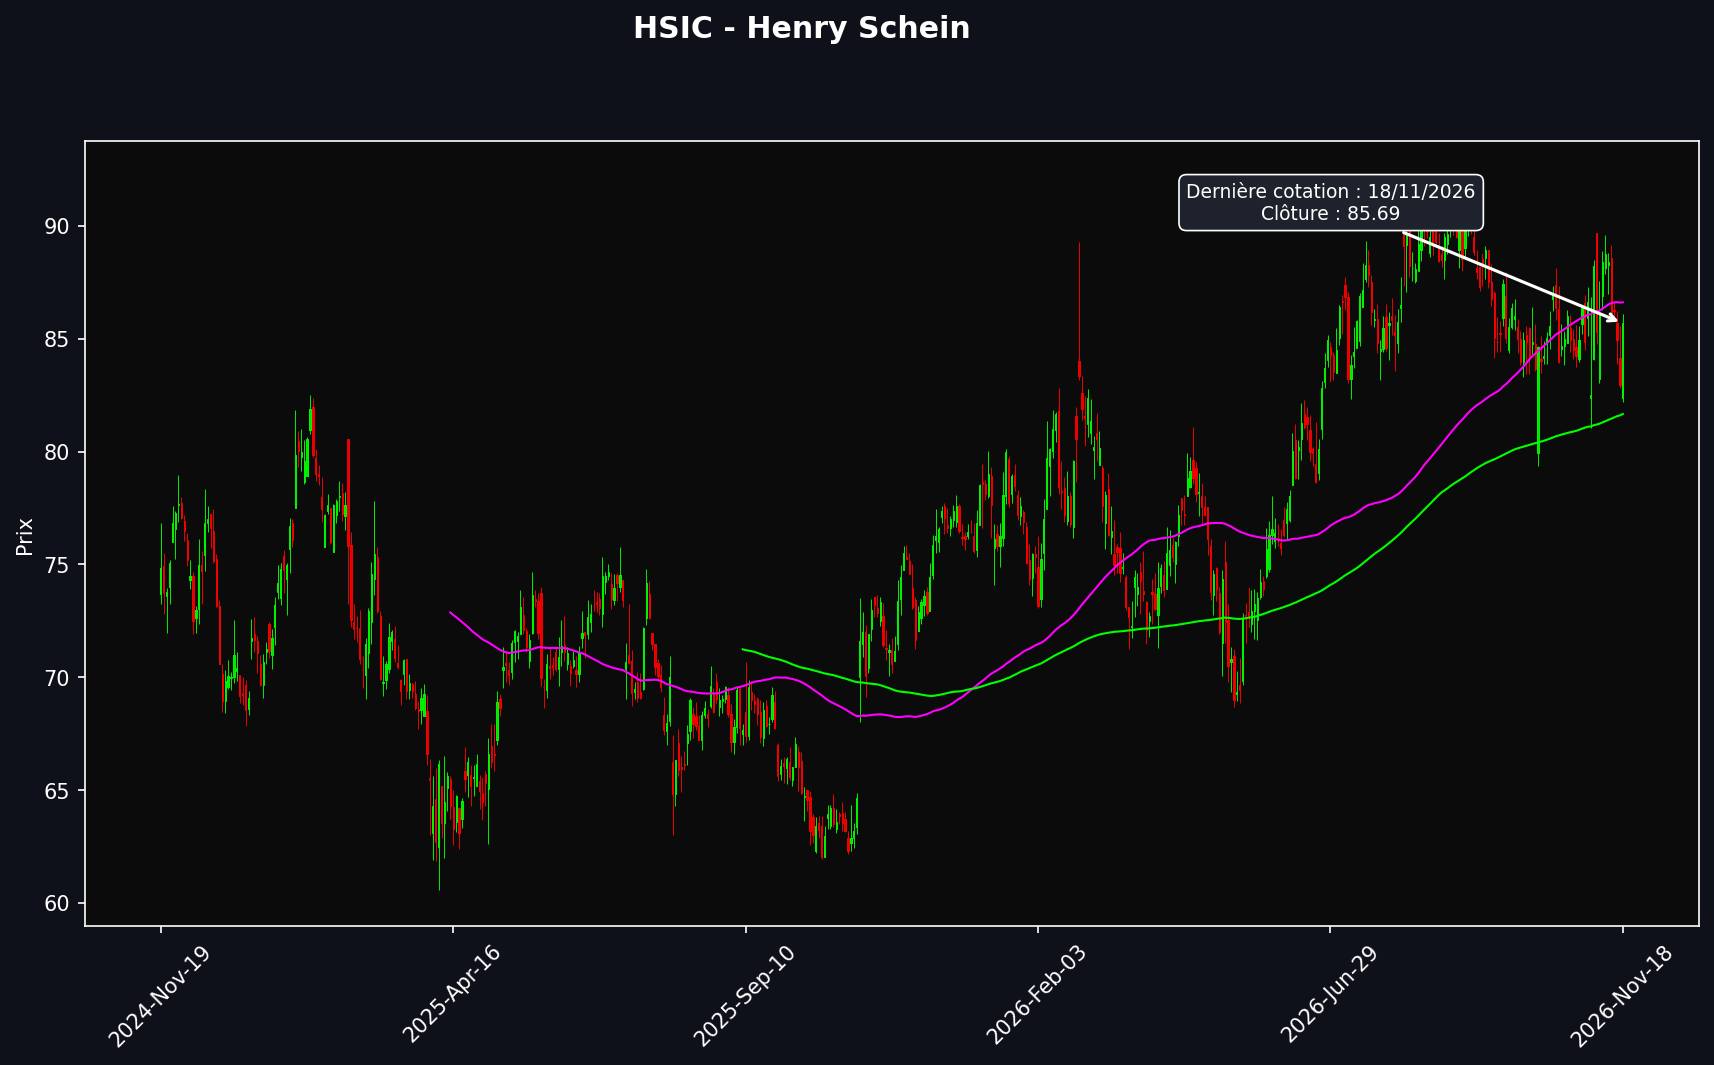 HSIC - Henry Schein
Dernière cotation : 18/11/2026
Clôture : 85.69
Prix
90
85
80
75
70
65
60
2024-Nov-19
2025-Apr-16
2025-Sep-10
2026-Feb-03
2026-Jun-29
2026-Nov-18